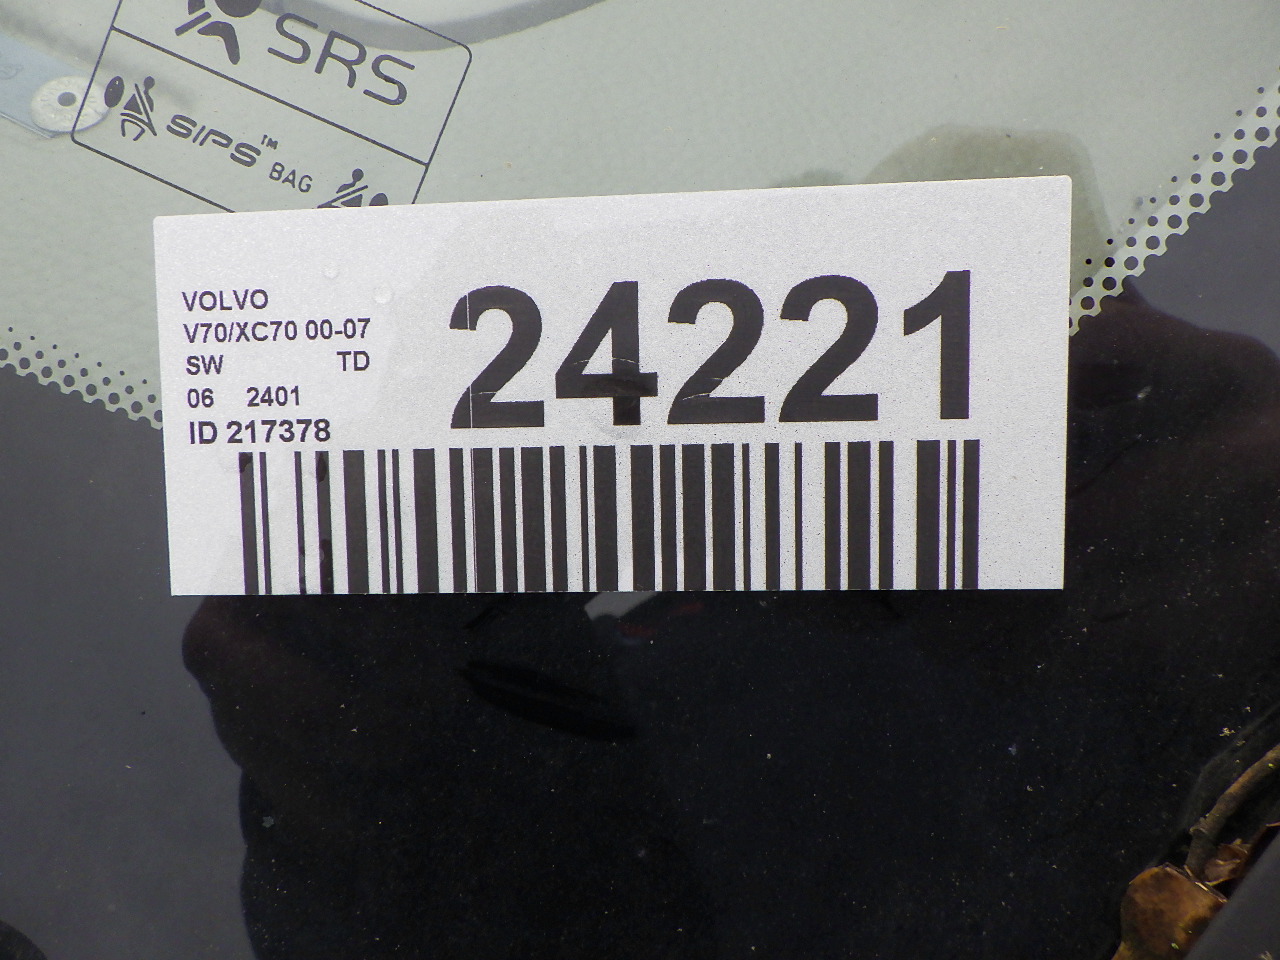 SRS
SIPS™ BAG
VOLVO
V70/XC70 00-07
SW TD
06 2401
ID 217378
24221